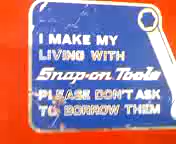 I MAKE MY
LIVING WITH
Snap-on Tools
PLEASE DON'T ASK
TO BORROW THEM